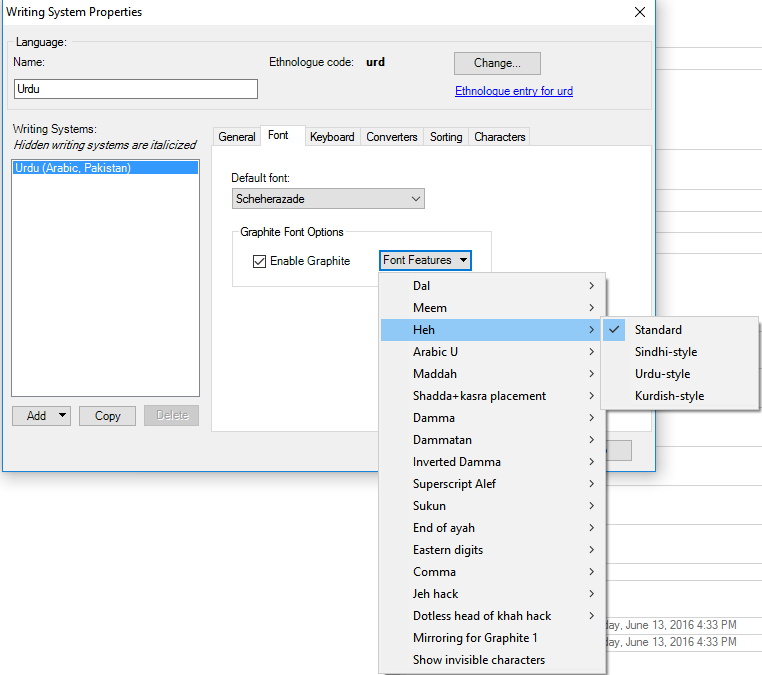 Writing System Properties
Language:
Name:
Ethnologue code: urd
Change...
Urdu
Ethnologue entry for urd
Writing Systems:
Hidden writing systems are italicized
Urdu (Arabic, Pakistan)
General Font Keyboard Converters Sorting Characters
Default font:
Scheherazade
Graphite Font Options
Enable Graphite
Font Features
Dal
Meem
Heh
Arabic U
Maddah
Shadda+kasra placement
Damma
Dammatan
Inverted Damma
Superscript Alef
Sukun
End of ayah
Eastern digits
Comma
Jeh hack
Dotless head of khah hack
Mirroring for Graphite 1
Show invisible characters
Standard
Sindhi-style
Urdu-style
Kurdish-style
Add Copy Delete
June 13, 2016 4:33 PM
June 13, 2016 4:33 PM